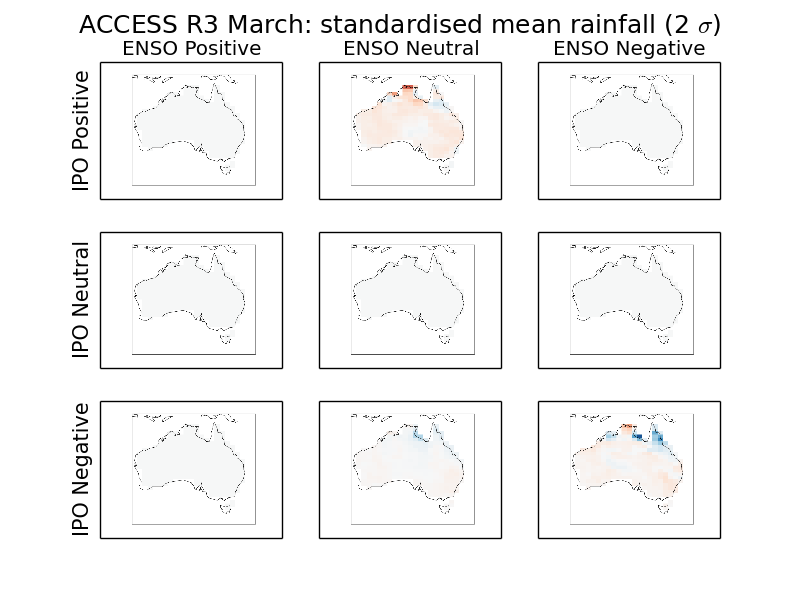 ACCESS R3 March: standardised mean rainfall (2 σ)
ENSO Positive ENSO Neutral ENSO Negative
IPO Positive
IPO Neutral
IPO Negative